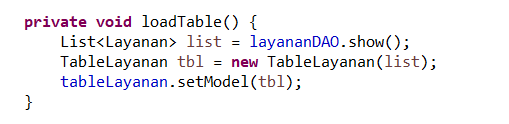 private void loadTable() {
    List<Layanan> list = layananDAO.show();
    TableLayanan tbl = new TableLayanan(list);
    tableLayanan.setModel(tbl);
}